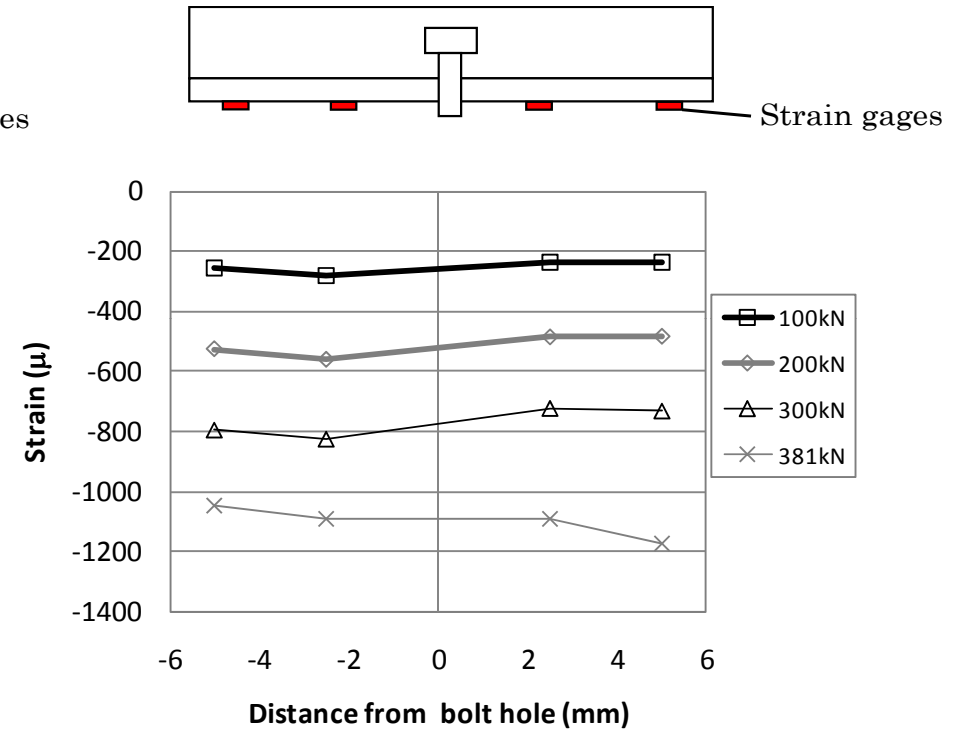 es
Strain gages
0
-200
-400
-600
-800
-1000
-1200
-1400
Strain (μ)
-6 -4 -2 0 2 4 6
Distance from bolt hole (mm)
100kN
200kN
300kN
381kN